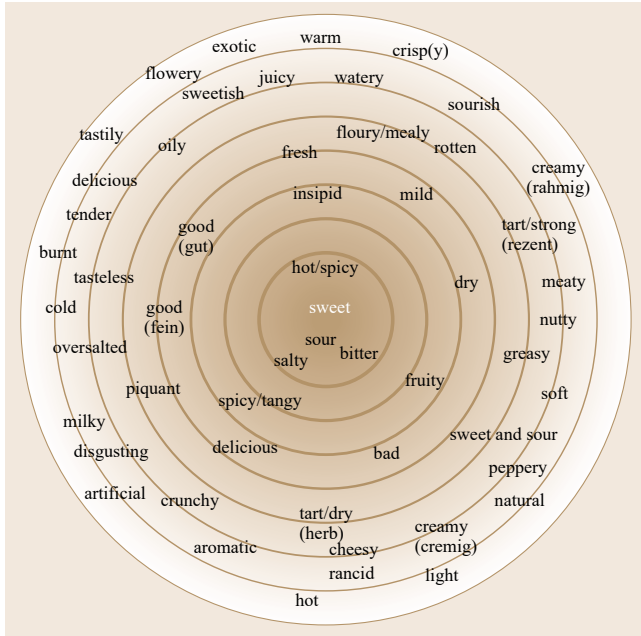 warm
exotic
crisp(y)
flowery
juicy
watery
sweetish
sourish
tastily
floury/mealy
oily
fresh
rotten
delicious
creamy
(rahmig)
insipid
mild
tender
good
(gut)
tart/strong
(rezent)
burnt
hot/spicy
tasteless
dry
meaty
cold
good
(fein)
sweet
nutty
oversalted
sour
bitter
greasy
salty
piquant
fruity
soft
spicy/tangy
milky
disgusting
delicious
bad
sweet and sour
peppery
artificial
crunchy
natural
tart/dry
(herb)
creamy
(cremig)
aromatic
cheesy
rancid
light
hot